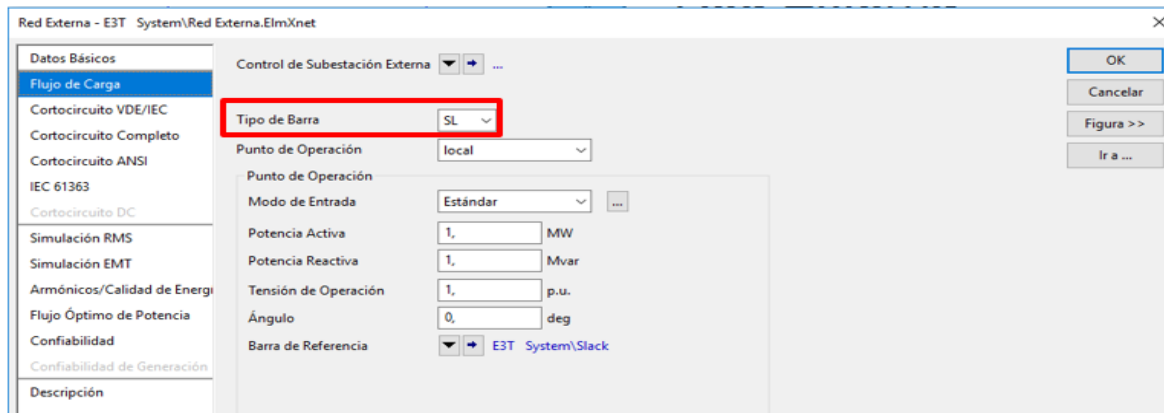 Red Externa - E3T System\Red Externa.ElmXnet
Datos Básicos
Flujo de Carga
Cortocircuito VDE/IEC
Cortocircuito Completo
Cortocircuito ANSI
IEC 61363
Cortocircuito DC
Simulación RMS
Simulación EMT
Armónicos/Calidad de Energi
Flujo Óptimo de Potencia
Confiabilidad
Confiabilidad de Generación
Descripción
Control de Subestación Externa ...
Tipo de Barra SL
Punto de Operación local
Punto de Operación
Modo de Entrada Estándar ...
Potencia Activa 1, MW
Potencia Reactiva 1, Mvar
Tensión de Operación 1, p.u.
Ángulo 0, deg
Barra de Referencia E3T System\Slack
OK
Cancelar
Figura >>
Ir a ...